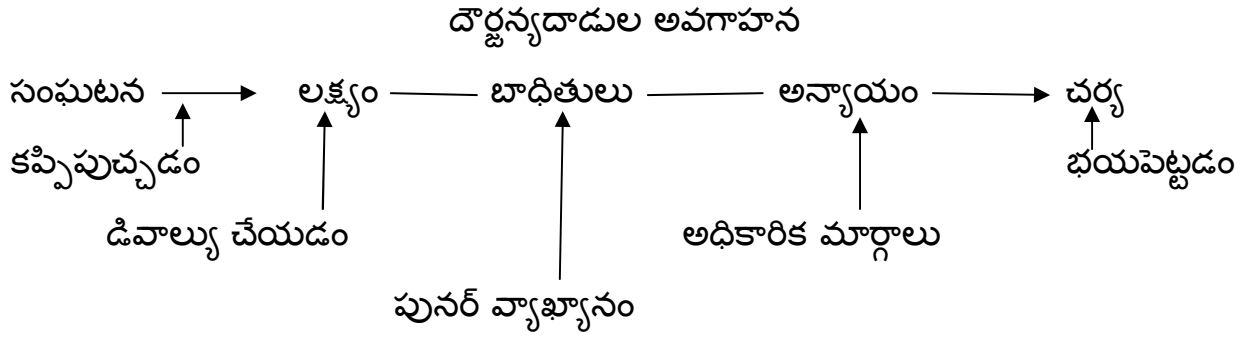 దౌర్జన్యదాడుల అవగాహన
సంఘటన లక్ష్యం బాధితులు అన్యాయం చర్య
కప్పిపుచ్చడం భయపెట్టడం
డివాల్యు చేయడం అధికారిక మార్గాలు
పునర్ వ్యాఖ్యానం